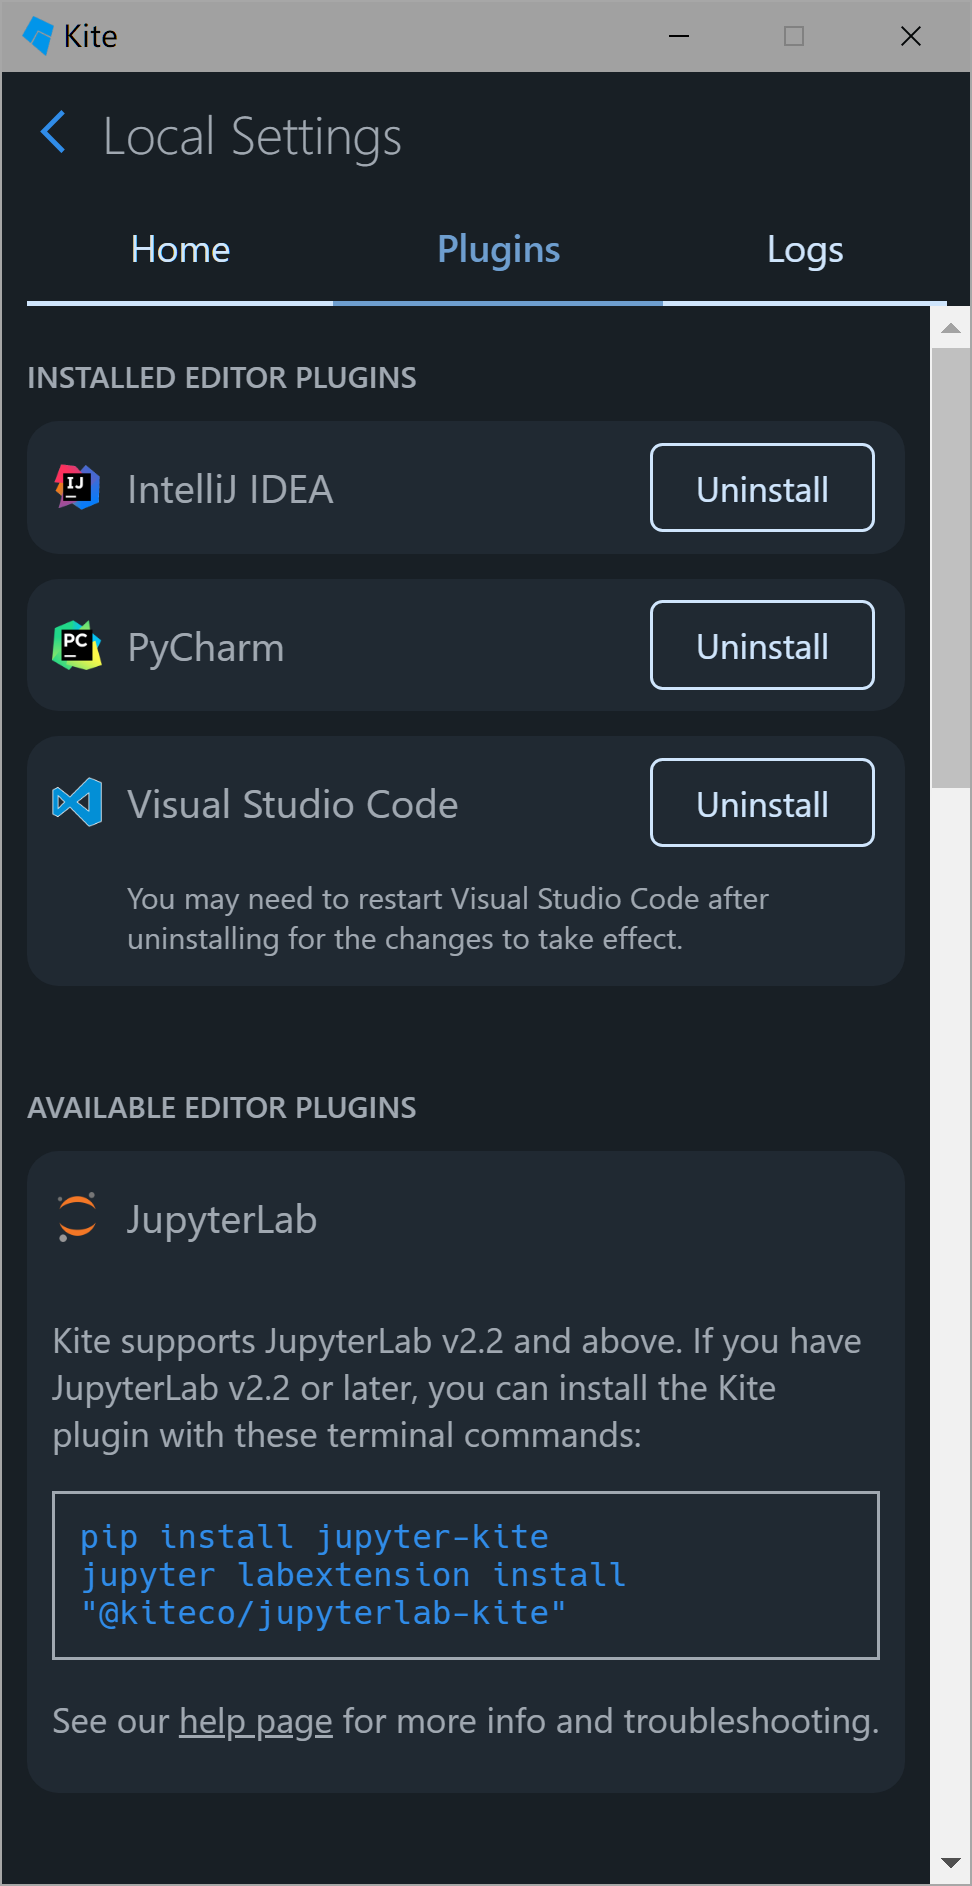 Kite
Local Settings
Home Plugins Logs
INSTALLED EDITOR PLUGINS
IJ IntelliJ IDEA Uninstall
PC PyCharm Uninstall
Visual Studio Code Uninstall
You may need to restart Visual Studio Code after
uninstalling for the changes to take effect.
AVAILABLE EDITOR PLUGINS
JupyterLab
Kite supports JupyterLab v2.2 and above. If you have
JupyterLab v2.2 or later, you can install the Kite
plugin with these terminal commands:
pip install jupyter-kite
jupyter labextension install
"@kiteco/jupyterlab-kite"
See our help page for more info and troubleshooting.